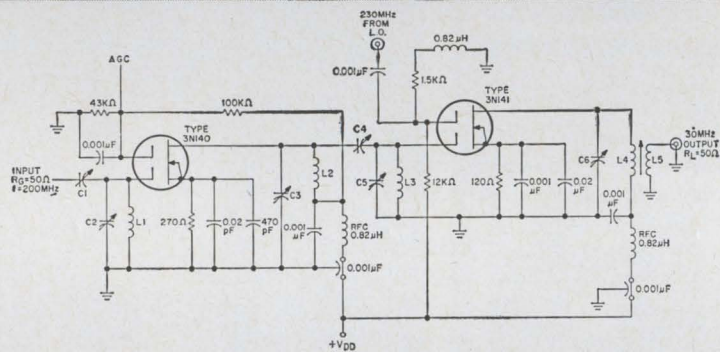 230MHz
FROM
L.O.
0.82µH
0.001µF
1.5KΩ
AGC
43KΩ
100KΩ
TYPE
3N140
TYPE
3N141
0.001µF
C4
INPUT
RG=50Ω
f=200MHz
C1
C2
L1
270Ω
0.02
pF
470
pF
C3
L2
0.001
µF
RFC
0.82µH
0.001µF
+VDD
C5
L3
12KΩ
120Ω
0.001
µF
0.02
µF
C6
L4
L5
30MHz
OUTPUT
RL=50Ω
0.001
µF
RFC
0.82µH
0.001µF